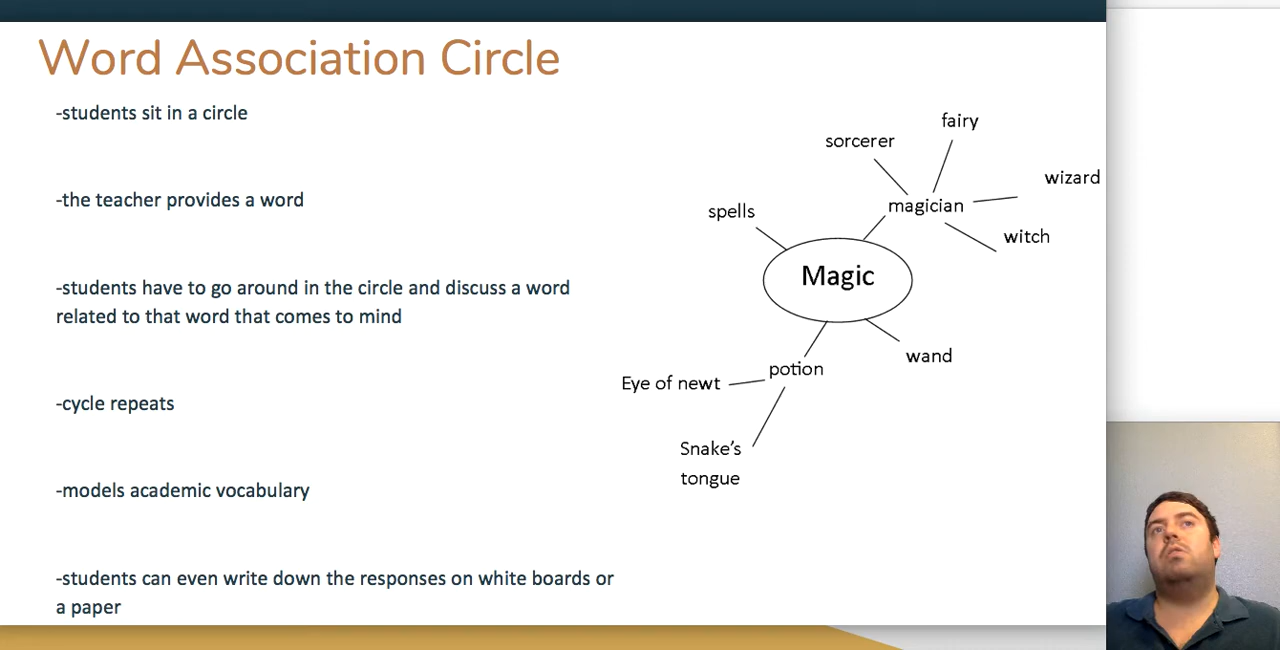 Word Association Circle
-students sit in a circle
-the teacher provides a word
-students have to go around in the circle and discuss a word
related to that word that comes to mind
-cycle repeats
-models academic vocabulary
-students can even write down the responses on white boards or
a paper
fairy
sorcerer
wizard
magician
spells
witch
Magic
wand
potion
Eye of newt
Snake’s
tongue